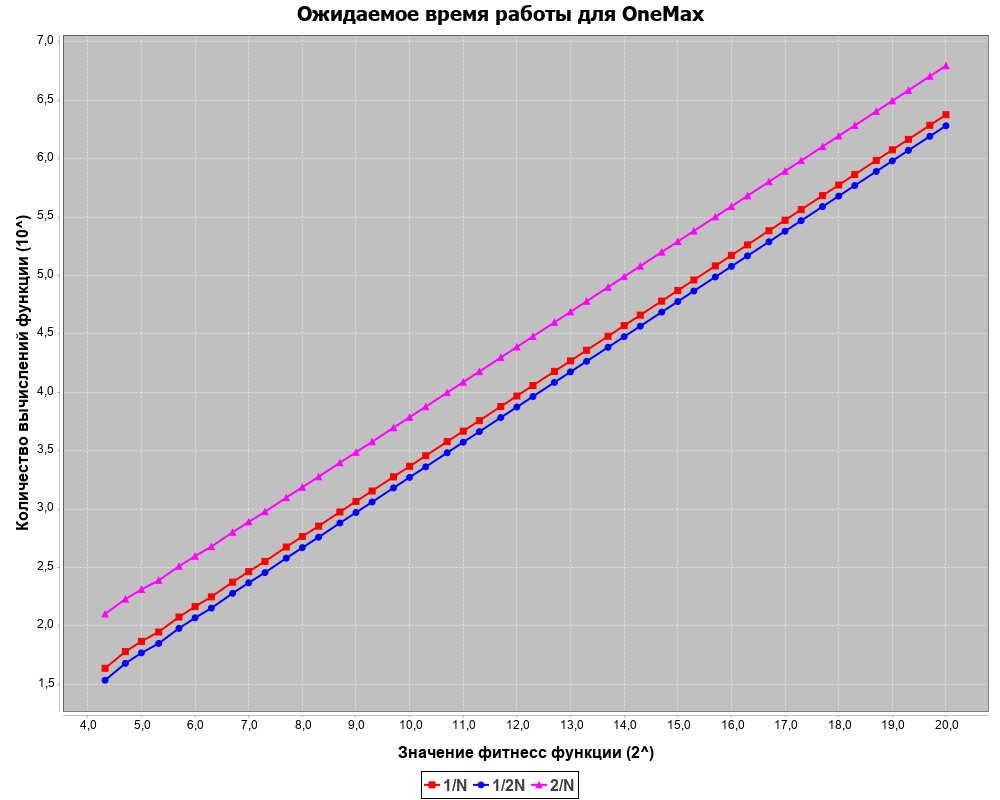 Ожидаемое время работы для OneMax
Количество вычислений функции (10^)
7,0
6,5
6,0
5,5
5,0
4,5
4,0
3,5
3,0
2,5
2,0
1,5
4,0 5,0 6,0 7,0 8,0 9,0 10,0 11,0 12,0 13,0 14,0 15,0 16,0 17,0 18,0 19,0 20,0
Значение фитнесс функции (2^)
1/N 1/2N 2/N